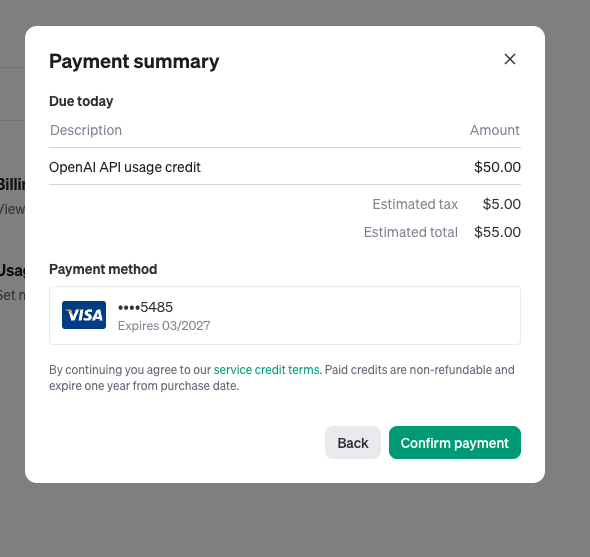 Payment summary
Due today
Description Amount
OpenAI API usage credit $50.00
Billin
View
Estimated tax $5.00
Estimated total $55.00
Usag
Set m
Payment method
VISA ••••5485
Expires 03/2027
By continuing you agree to our service credit terms. Paid credits are non-refundable and
expire one year from purchase date.
Back Confirm payment